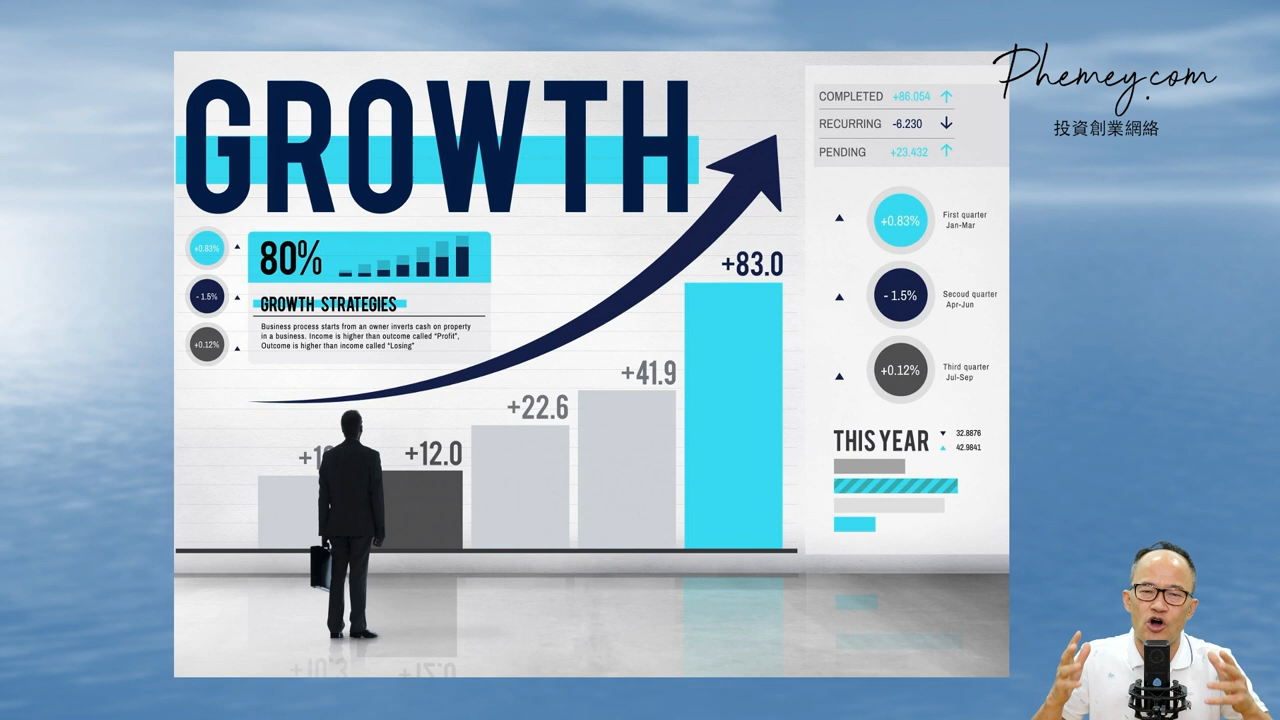 Phemey.com
投資創業網絡
GROWTH
+0.83%
- 1.5%
+0.12%
80%
GROWTH STRATEGIES
Business process starts from an owner inverts cash on property
in a business. Income is higher than outcome called "Profit",
Outcome is higher than income called "Losing"
+12.0
+22.6
+41.9
+83.0
COMPLETED +86.054
RECURRING -6.230
PENDING +23.432
+0.83% First quarter
Jan-Mar
- 1.5% Secoud quarter
Apr-Jun
+0.12% Third quarter
Jul-Sep
THIS YEAR 32.8876
42.9841
+10.3 +12.0